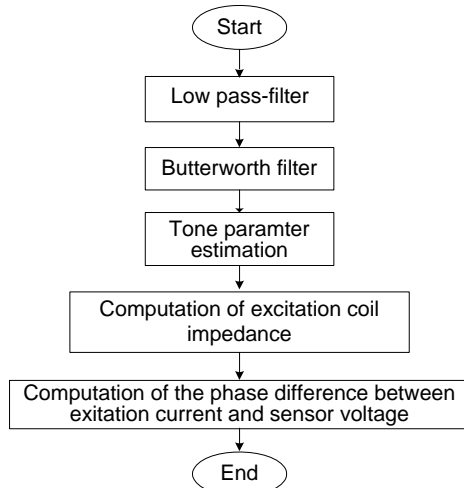 Start
Low pass-filter
Butterworth filter
Tone paramter
estimation
Computation of excitation coil
impedance
Computation of the phase difference between
exitation current and sensor voltage
End